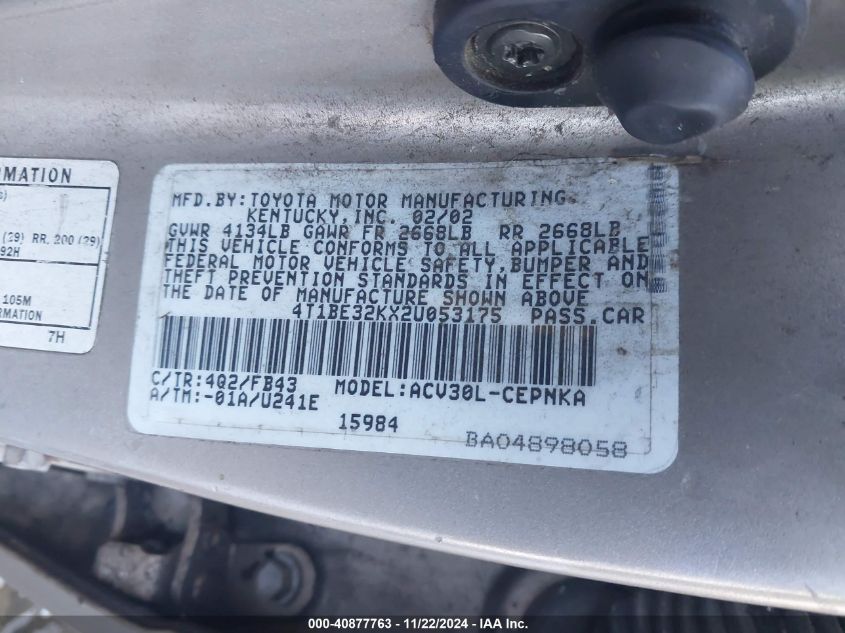 RMATION
s)
(29) RR. 200 (29)
92H
105M
RMATION
7H
MFD.BY:TOYOTA MOTOR MANUFACTURING,
KENTUCKY,INC. 02/02
GVWR 4134LB GAWR FR 2668LB RR 2668LB
THIS VEHICLE CONFORMS TO ALL APPLICABLE
FEDERAL MOTOR VEHICLE SAFETY,BUMPER AND
THEFT PREVENTION STANDARDS IN EFFECT ON
THE DATE OF MANUFACTURE SHOWN ABOVE
4T1BE32KX2U053175 PASS.CAR
C/TR:4Q2/FB43 MODEL:ACV30L-CEPNKA
A/TM:-01A/U241E
15984
BA04898058
000-40877763 - 11/22/2024 - IAA Inc.